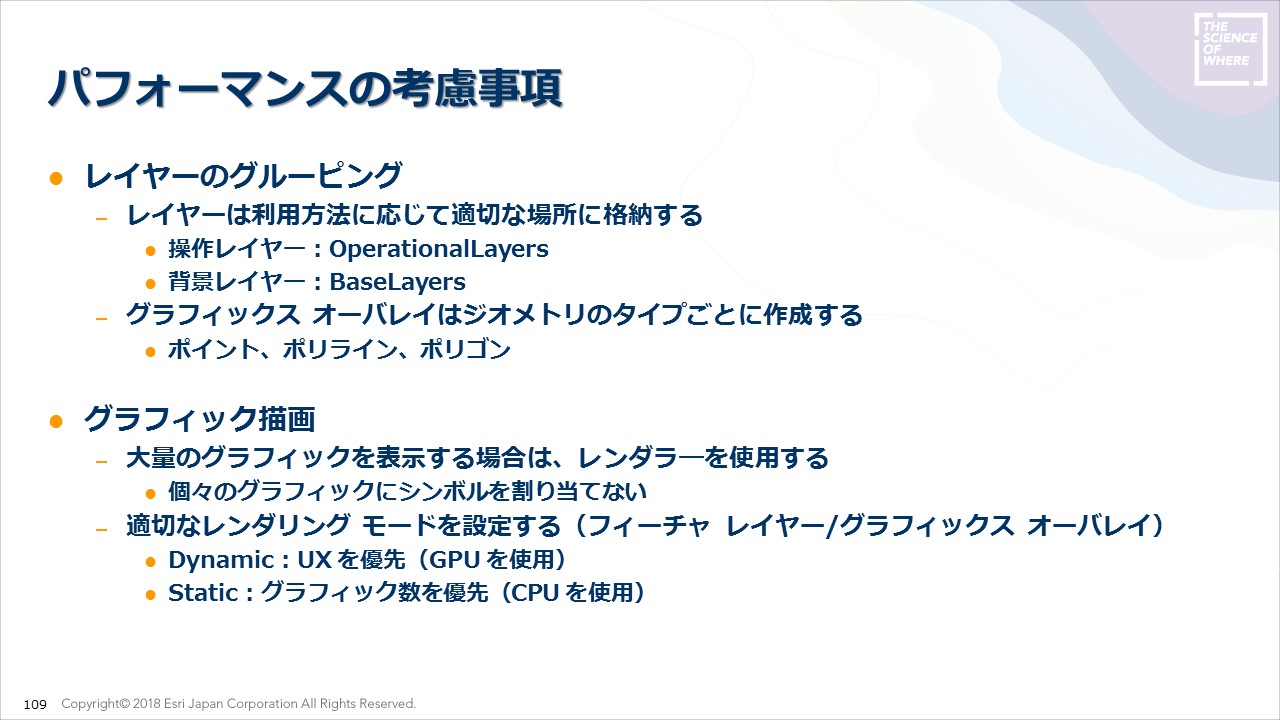 THE
SCIENCE
OF
WHERE
パフォーマンスの考慮事項
● レイヤーのグルーピング
– レイヤーは利用方法に応じて適切な場所に格納する
● 操作レイヤー：OperationalLayers
● 背景レイヤー：BaseLayers
– グラフィックス オーバレイはジオメトリのタイプごとに作成する
● ポイント、ポリライン、ポリゴン
● グラフィック描画
– 大量のグラフィックを表示する場合は、レンダラ―を使用する
● 個々のグラフィックにシンボルを割り当てない
– 適切なレンダリング モードを設定する（フィーチャ レイヤー/グラフィックス オーバレイ）
● Dynamic：UX を優先（GPU を使用）
● Static：グラフィック数を優先（CPU を使用）
109 Copyright© 2018 Esri Japan Corporation All Rights Reserved.